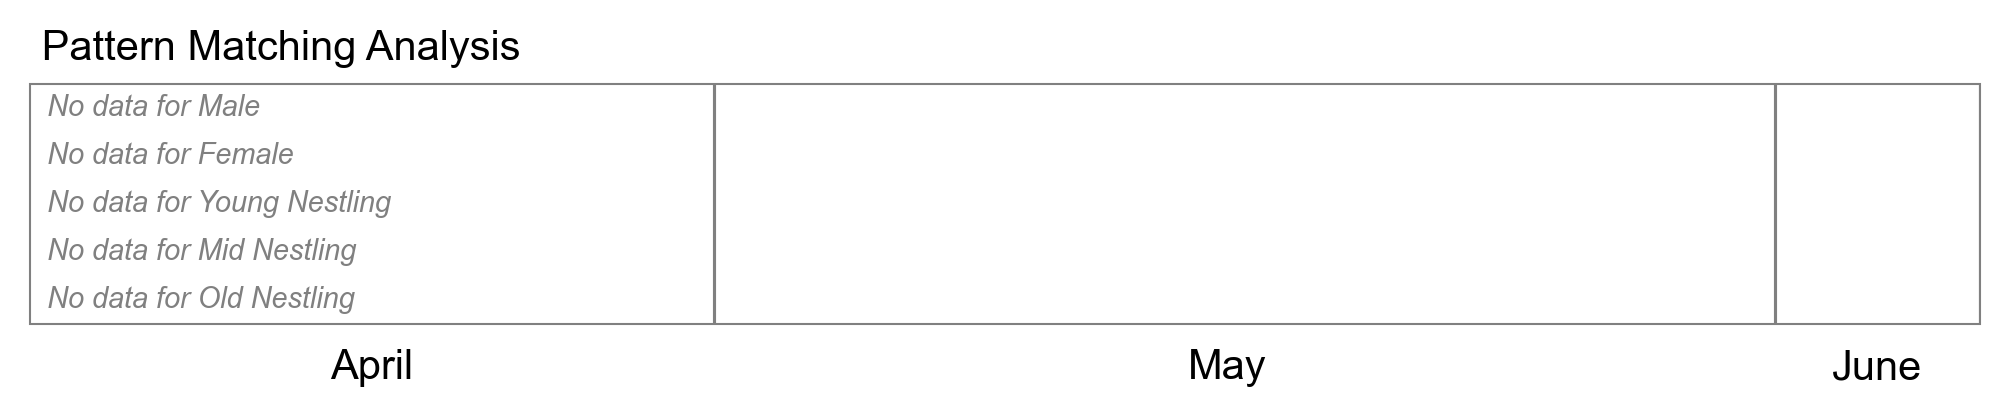 Pattern Matching Analysis
No data for Male
No data for Female
No data for Young Nestling
No data for Mid Nestling
No data for Old Nestling
April May June